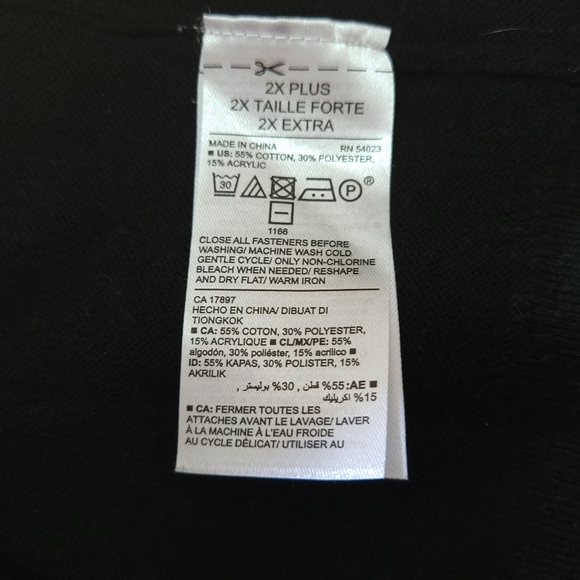 2X PLUS
2X TAILLE FORTE
2X EXTRA
MADE IN CHINA RN 54023
■ US: 55% COTTON, 30% POLYESTER,
15% ACRYLIC
30 P ®
1166
CLOSE ALL FASTENERS BEFORE
WASHING/ MACHINE WASH COLD
GENTLE CYCLE/ ONLY NON-CHLORINE
BLEACH WHEN NEEDED/ RESHAPE
AND DRY FLAT/ WARM IRON
CA 17897
HECHO EN CHINA/ DIBUAT DI
TIONGKOK
■ CA: 55% COTON, 30% POLYESTER,
15% ACRYLIQUE ■ CL/MX/PE: 55%
algodón, 30% poliéster, 15% acrílico ■
ID: 55% KAPAS, 30% POLISTER, 15%
AKRILIK
■ AE: 55% قطن , 30% بوليستر ,
15% اكريليك
■ CA: FERMER TOUTES LES
ATTACHES AVANT LE LAVAGE/ LAVER
À LA MACHINE À L'EAU FROIDE
AU CYCLE DÉLICAT/ UTILISER AU